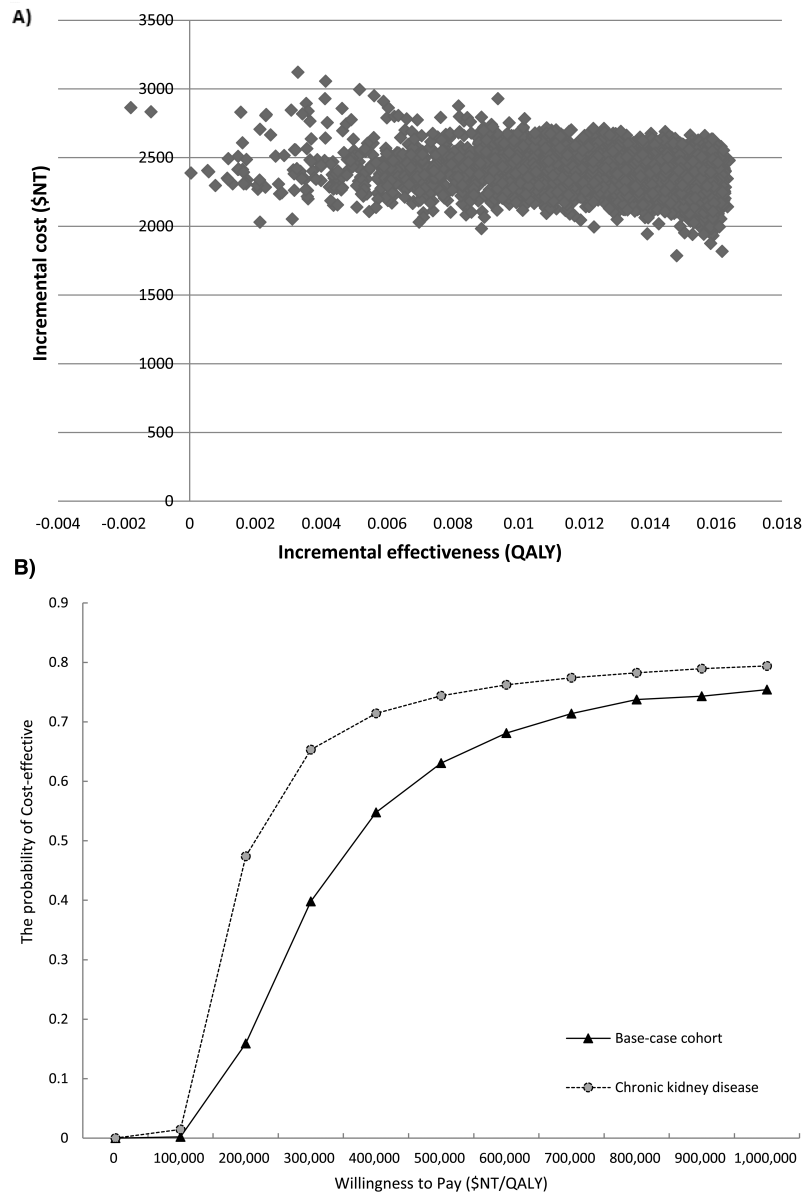 A)
3500
3000
2500
2000
1500
1000
500
0
Incremental cost ($NT)
-0.004 -0.002 0 0.002 0.004 0.006 0.008 0.01 0.012 0.014 0.016 0.018
Incremental effectiveness (QALY)
B)
0.9
0.8
0.7
0.6
0.5
0.4
0.3
0.2
0.1
0
The probability of Cost-effective
Base-case cohort
Chronic kidney disease
0 100,000 200,000 300,000 400,000 500,000 600,000 700,000 800,000 900,000 1,000,000
Willingness to Pay ($NT/QALY)